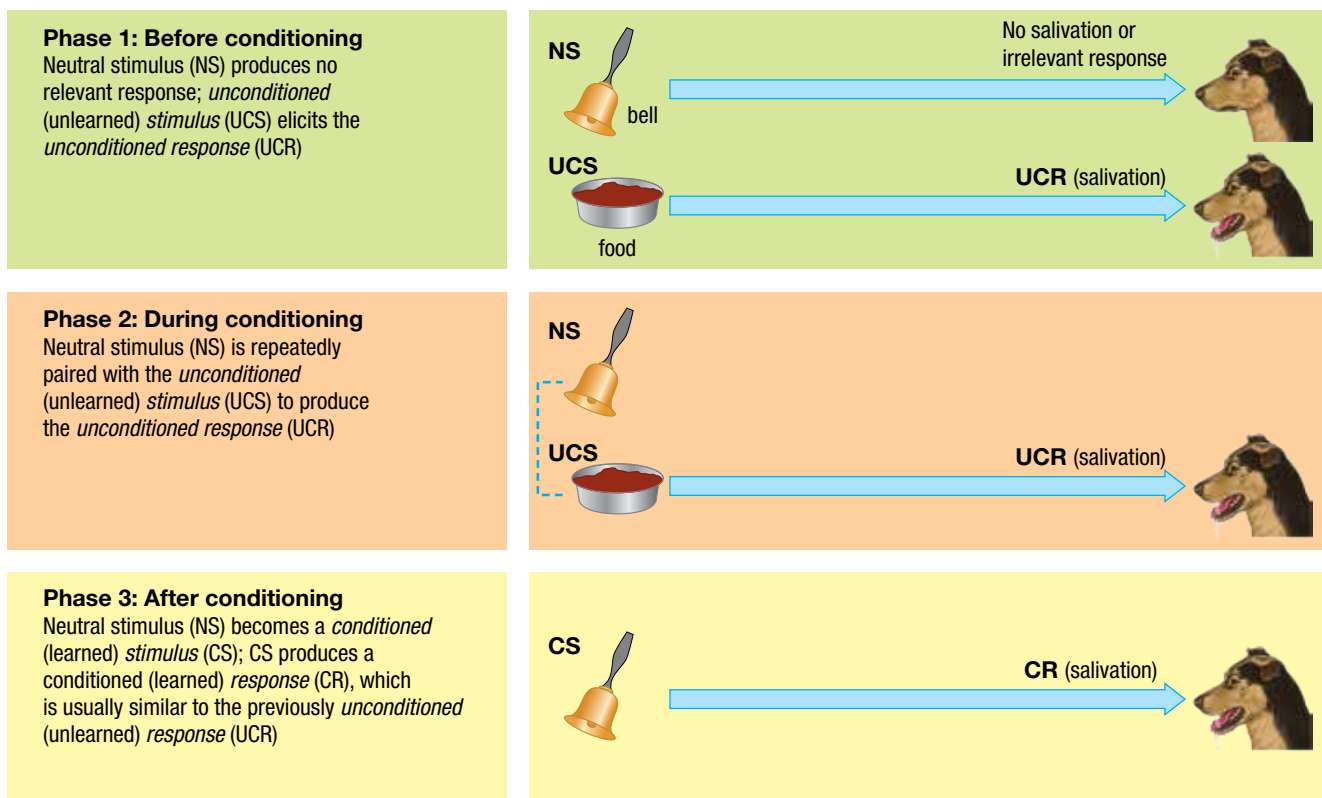 Phase 1: Before conditioning
Neutral stimulus (NS) produces no
relevant response; unconditioned
(unlearned) stimulus (UCS) elicits the
unconditioned response (UCR)
NS
bell
No salivation or
irrelevant response
UCS
food
UCR (salivation)
Phase 2: During conditioning
Neutral stimulus (NS) is repeatedly
paired with the unconditioned
(unlearned) stimulus (UCS) to produce
the unconditioned response (UCR)
NS
UCS
UCR (salivation)
Phase 3: After conditioning
Neutral stimulus (NS) becomes a conditioned
(learned) stimulus (CS); CS produces a
conditioned (learned) response (CR), which
is usually similar to the previously unconditioned
(unlearned) response (UCR)
CS
CR (salivation)